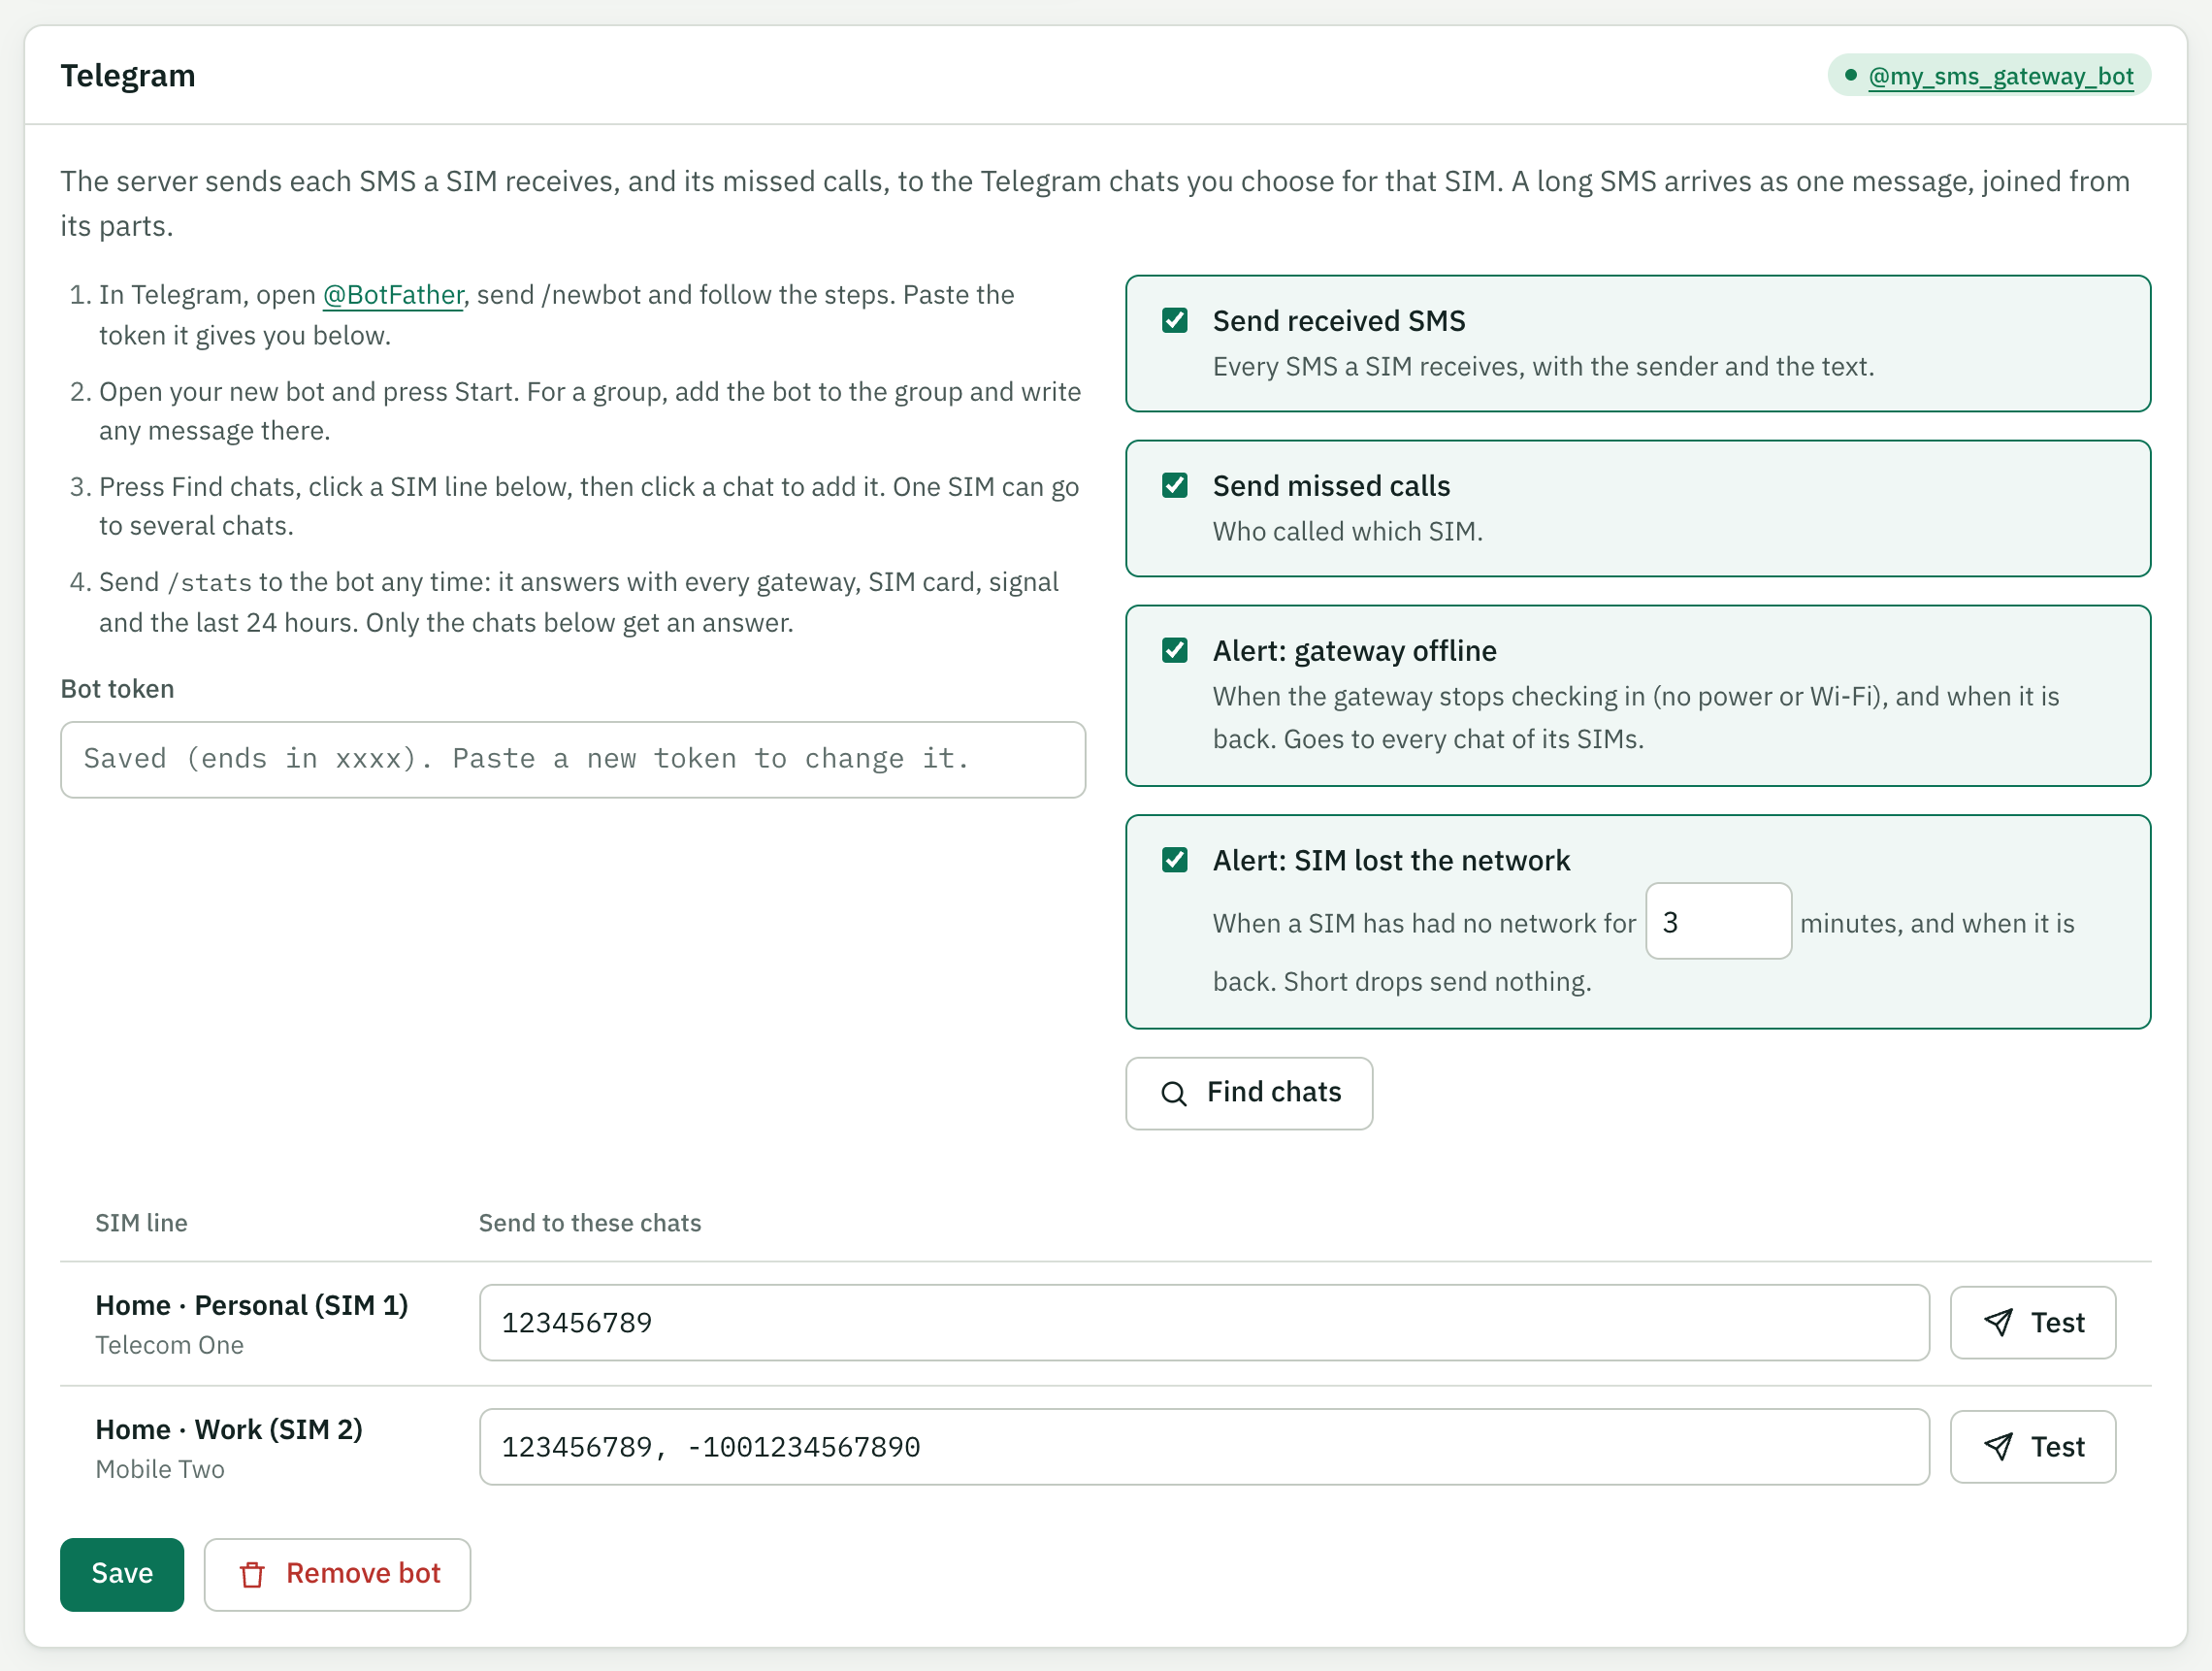 Telegram
@my_sms_gateway_bot
The server sends each SMS a SIM receives, and its missed calls, to the Telegram chats you choose for that SIM. A long SMS arrives as one message, joined from
its parts.
1. In Telegram, open @BotFather, send /newbot and follow the steps. Paste the
token it gives you below.
2. Open your new bot and press Start. For a group, add the bot to the group and write
any message there.
3. Press Find chats, click a SIM line below, then click a chat to add it. One SIM can go
to several chats.
4. Send /stats to the bot any time: it answers with every gateway, SIM card, signal
and the last 24 hours. Only the chats below get an answer.
Bot token
Saved (ends in xxxx). Paste a new token to change it.
Send received SMS
Every SMS a SIM receives, with the sender and the text.
Send missed calls
Who called which SIM.
Alert: gateway offline
When the gateway stops checking in (no power or Wi-Fi), and when it is
back. Goes to every chat of its SIMs.
Alert: SIM lost the network
When a SIM has had no network for 3 minutes, and when it is
back. Short drops send nothing.
Find chats
SIM line
Send to these chats
Home · Personal (SIM 1)
Telecom One
123456789
Test
Home · Work (SIM 2)
Mobile Two
123456789, -1001234567890
Test
Save
Remove bot